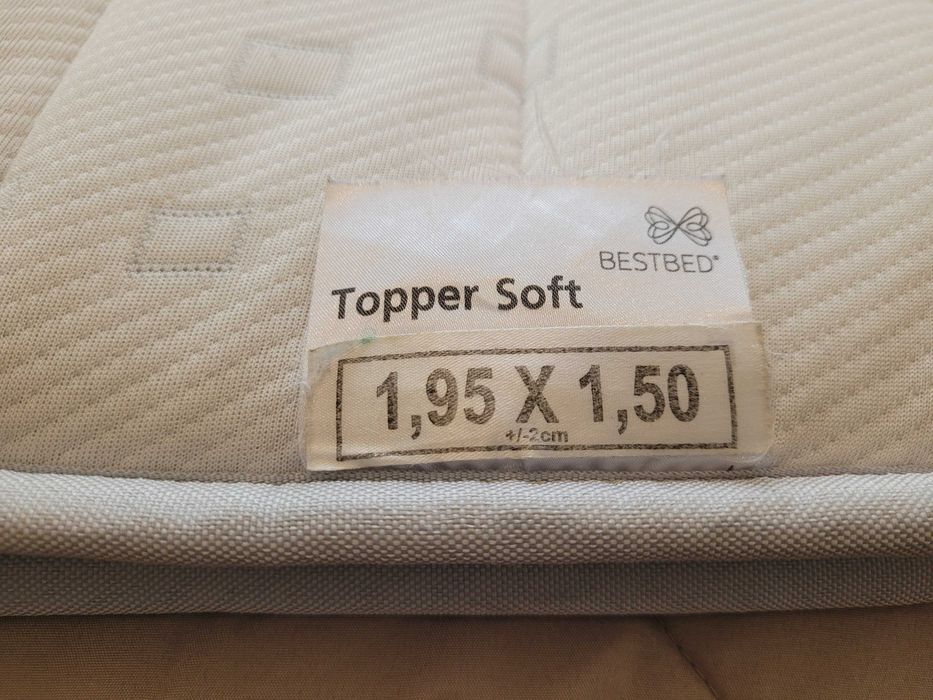 BESTBED®
Topper Soft
1,95 X 1,50
+/-2cm